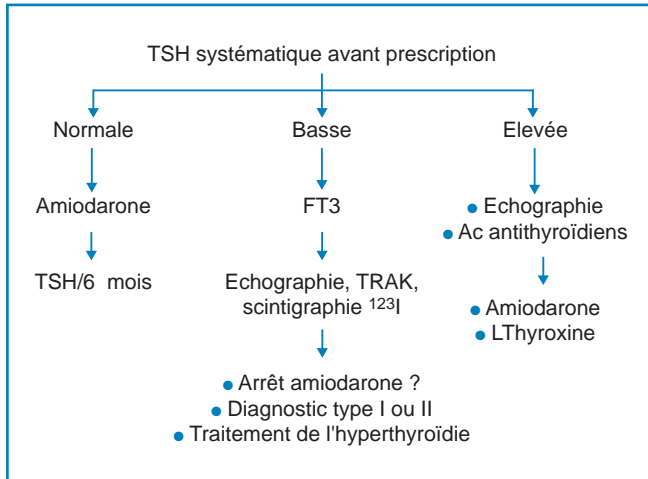 TSH systématique avant prescription
Normale
Basse
Elevée
Amiodarone
FT3
• Echographie
• Ac antithyroïdiens
TSH/6 mois
Echographie, TRAK,
scintigraphie ¹²³I
• Amiodarone
• LThyroxine
• Arrêt amiodarone ?
• Diagnostic type I ou II
• Traitement de l'hyperthyroïdie